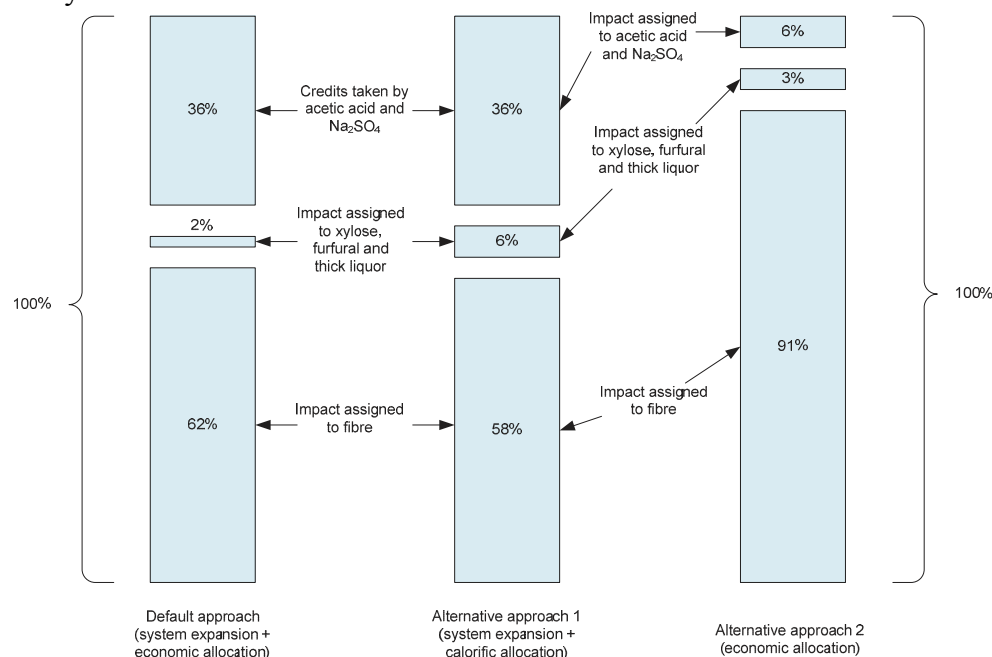 Impact assigned
to acetic acid
and Na₂SO₄
6%
3%
36%
Credits taken by
acetic acid and
Na₂SO₄
36%
Impact assigned
to xylose, furfural
and thick liquor
2%
Impact assigned
to xylose,
furfural and
thick liquor
6%
100%
100%
91%
62%
Impact assigned
to fibre
58%
Impact assigned
to fibre
Default approach
(system expansion +
economic allocation)
Alternative approach 1
(system expansion +
calorific allocation)
Alternative approach 2
(economic allocation)